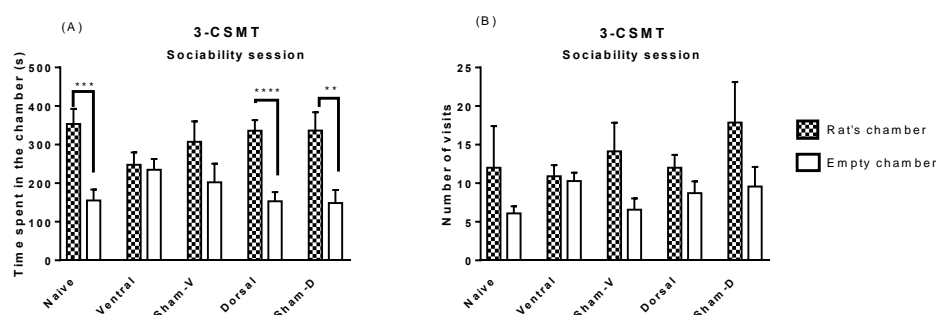 (A)
3-CSMT
Sociability session
Time spent in the chamber (s)
500
400
300
200
100
0
***
****
**
Naive
Ventral
Sham-V
Dorsal
Sham-D
(B)
3-CSMT
Sociability session
Number of visits
25
20
15
10
5
0
Naive
Ventral
Sham-V
Dorsal
Sham-D
Rat's chamber
Empty chamber